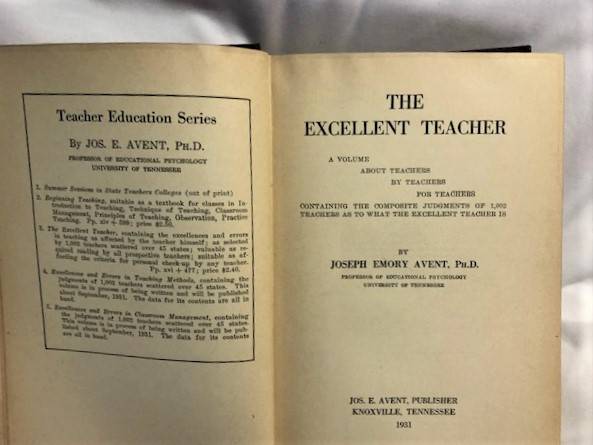 Teacher Education Series
By JOS. E. AVENT, PH.D.
PROFESSOR OF EDUCATIONAL PSYCHOLOGY
UNIVERSITY OF TENNESSEE
1. Summer Sessions in State Teachers Colleges (out of print)
2. Beginning Teaching, suitable as a textbook for classes in In-
troduction to Teaching, Technique of Teaching, Classroom
Management, Principles of Teaching, Observation, Practice
Teaching. Pp. xiv + 599; price $2.50.
3. The Excellent Teacher, containing the excellences and errors
in teaching as affected by the teacher himself; as selected
by 1,002 teachers scattered over 45 states; valuable as re-
quired reading by all prospective teachers; suitable as af-
fecting the criteria for personal check-up by any teacher.
Pp. xvi + 477; price $2.40.
4. Excellences and Errors in Teaching Methods, containing the
judgments of 1,002 teachers scattered over 45 states. This
volume is in process of being written and will be published
about September, 1931. The data for its contents are all in
hand.
5. Excellences and Errors in Classroom Management, containing
the judgments of 1,002 teachers scattered over 45 states.
This volume is in process of being written and will be pub-
lished about September, 1931. The data for its contents
are all in hand.
THE
EXCELLENT TEACHER
A VOLUME
ABOUT TEACHERS
BY TEACHERS
FOR TEACHERS
CONTAINING THE COMPOSITE JUDGMENTS OF 1,002
TEACHERS AS TO WHAT THE EXCELLENT TEACHER IS
BY
JOSEPH EMORY AVENT, PH.D.
PROFESSOR OF EDUCATIONAL PSYCHOLOGY
UNIVERSITY OF TENNESSEE
JOS. E. AVENT, PUBLISHER
KNOXVILLE, TENNESSEE
1931